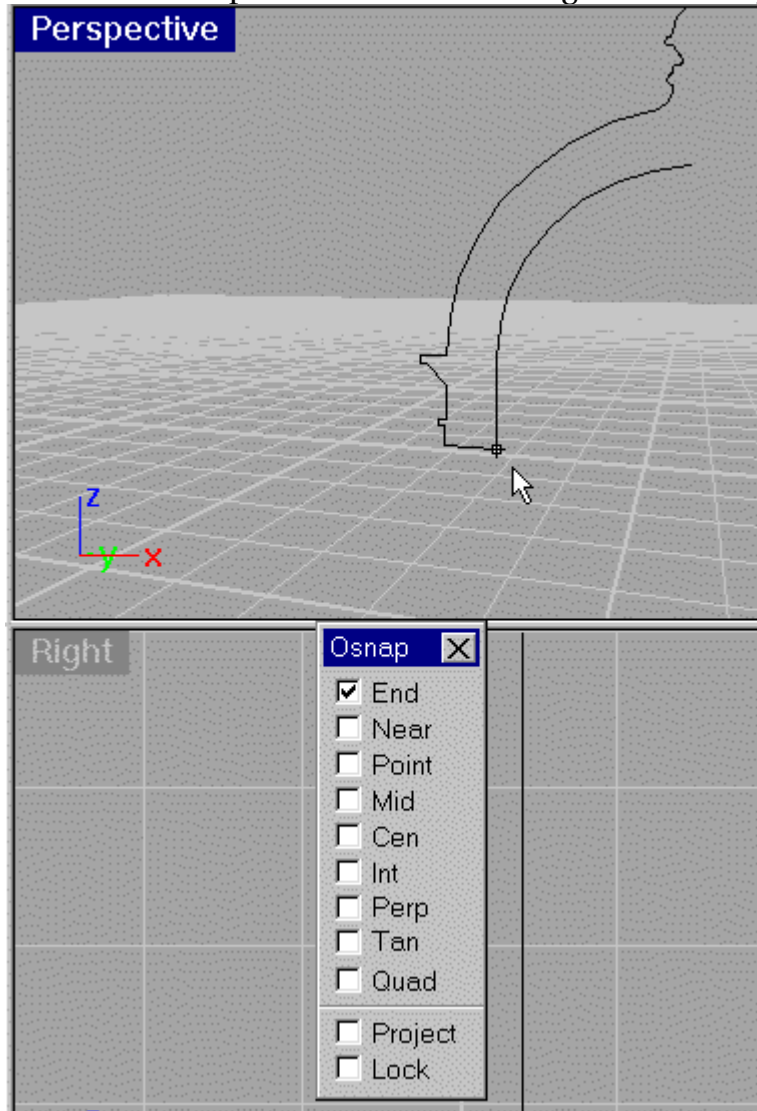 Perspective
z
y
x
Right
Osnap
End
Near
Point
Mid
Cen
Int
Perp
Tan
Quad
Project
Lock